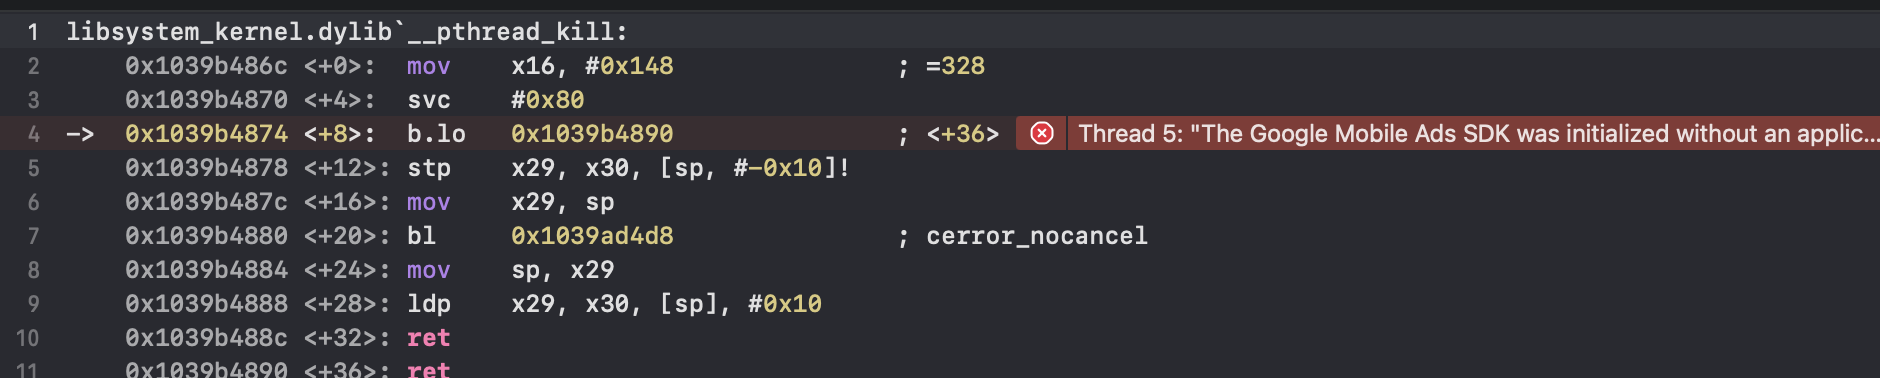 1 libsystem_kernel.dylib`__pthread_kill:
2 0x1039b486c <+0>: mov x16, #0x148 ; =328
3 0x1039b4870 <+4>: svc #0x80
4 -> 0x1039b4874 <+8>: b.lo 0x1039b4890 ; <+36> Thread 5: "The Google Mobile Ads SDK was initialized without an applic...
5 0x1039b4878 <+12>: stp x29, x30, [sp, #-0x10]!
6 0x1039b487c <+16>: mov x29, sp
7 0x1039b4880 <+20>: bl 0x1039ad4d8 ; cerror_nocancel
8 0x1039b4884 <+24>: mov sp, x29
9 0x1039b4888 <+28>: ldp x29, x30, [sp], #0x10
10 0x1039b488c <+32>: ret
11 0x1039b4890 <+36>: ret